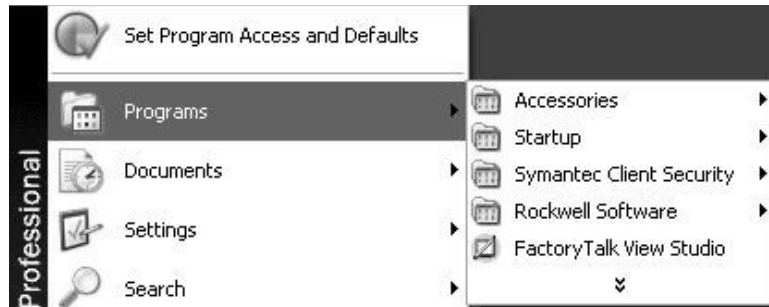 Professional
Set Program Access and Defaults
Programs
Documents
Settings
Search
Accessories
Startup
Symantec Client Security
Rockwell Software
FactoryTalk View Studio